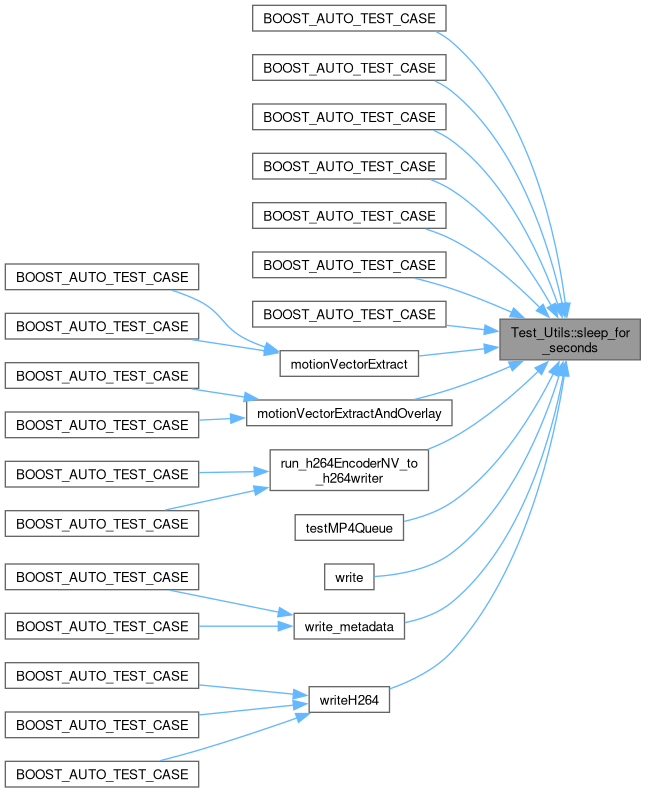 BOOST_AUTO_TEST_CASE
BOOST_AUTO_TEST_CASE
BOOST_AUTO_TEST_CASE
BOOST_AUTO_TEST_CASE
BOOST_AUTO_TEST_CASE
BOOST_AUTO_TEST_CASE
BOOST_AUTO_TEST_CASE
BOOST_AUTO_TEST_CASE
BOOST_AUTO_TEST_CASE
Test_Utils::sleep_for
_seconds
motionVectorExtract
BOOST_AUTO_TEST_CASE
motionVectorExtractAndOverlay
BOOST_AUTO_TEST_CASE
run_h264EncoderNV_to
_h264writer
BOOST_AUTO_TEST_CASE
BOOST_AUTO_TEST_CASE
testMP4Queue
write
BOOST_AUTO_TEST_CASE
BOOST_AUTO_TEST_CASE
write_metadata
BOOST_AUTO_TEST_CASE
writeH264
BOOST_AUTO_TEST_CASE
BOOST_AUTO_TEST_CASE